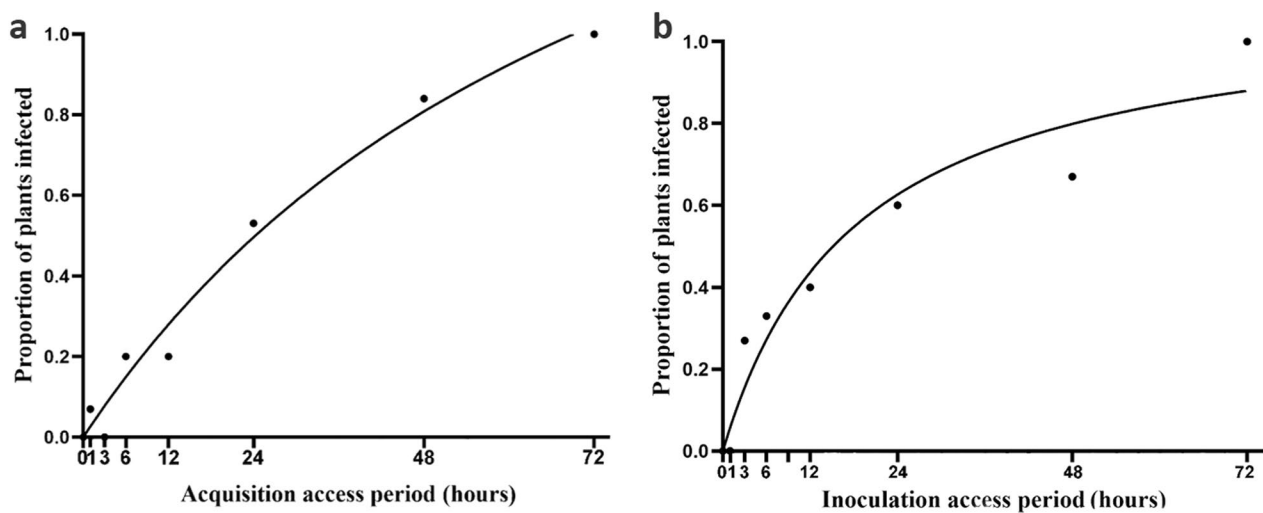 a
1.0
0.8
0.6
0.4
0.2
0.0
Proportion of plants infected
0 1 3 6 12 24 48 72
Acquisition access period (hours)
b
1.0
0.8
0.6
0.4
0.2
0.0
Proportion of plants infected
0 1 3 6 12 24 48 72
Inoculation access period (hours)